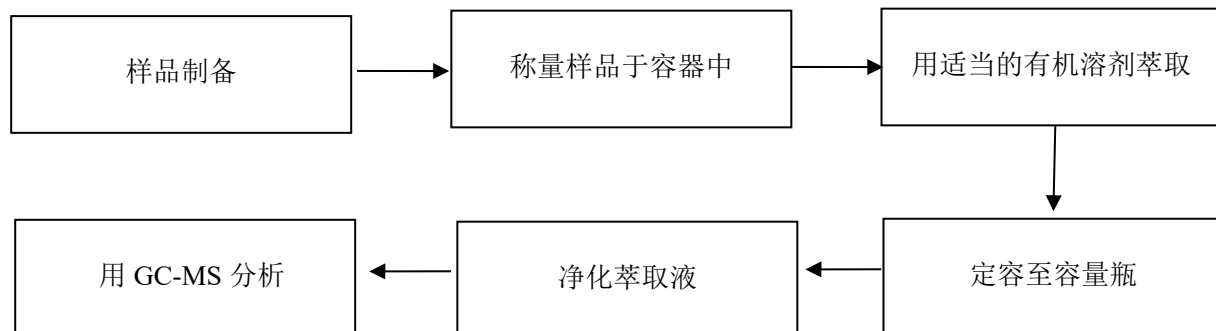 样品制备
称量样品于容器中
用适当的有机溶剂萃取
定容至容量瓶
净化萃取液
用 GC-MS 分析